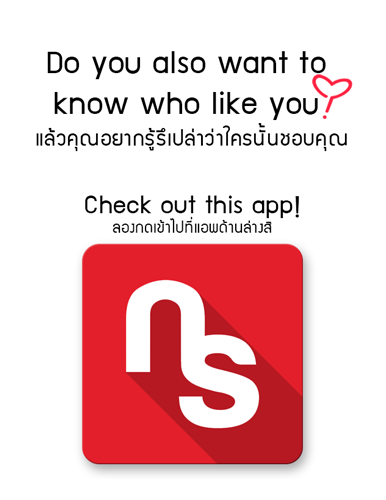 Do you also want to
know who like you?
แล้วคุณอยากรู้รึเปล่าว่าใครนั้นชอบคุณ
Check out this app!
ลองกดเข้าไปที่แอพด้านล่างสิ
ns